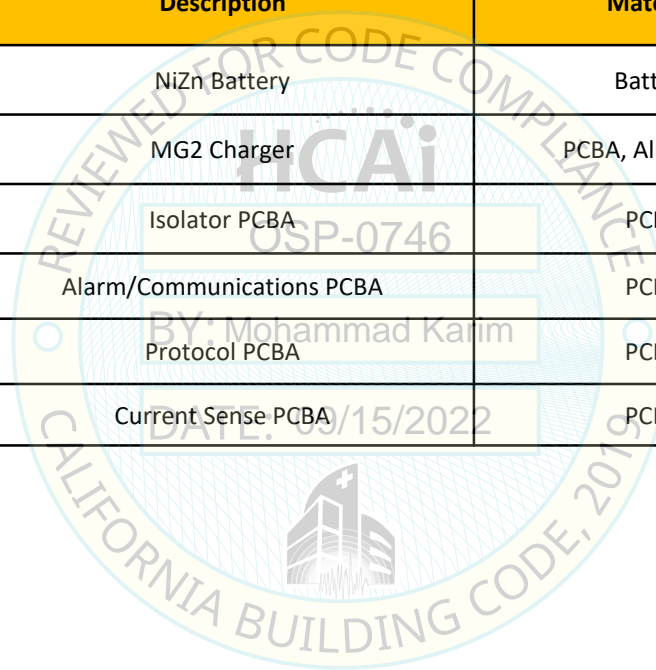 Description
NiZn Battery
MG2 Charger
PCBA, Al
Isolator PCBA
Alarm/Communications PCBA
Protocol PCBA
Current Sense PCBA
REVIEWED FOR CODE COMPLIANCE
HCAi
OSP-0746
BY: Mohammad Karim
DATE: 09/15/2022
CALIFORNIA BUILDING CODE, 2019